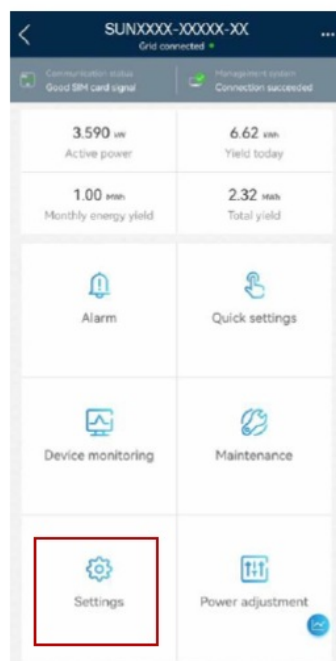 SUNXXXX-XXXXX-XX
Grid connected
Communication status
Good SIM card signal
Management system
Connection succeeded
3.590 kW
Active power
6.62 kWh
Yield today
1.00 MWh
Monthly energy yield
2.32 MWh
Total yield
Alarm
Quick settings
Device monitoring
Maintenance
Settings
Power adjustment